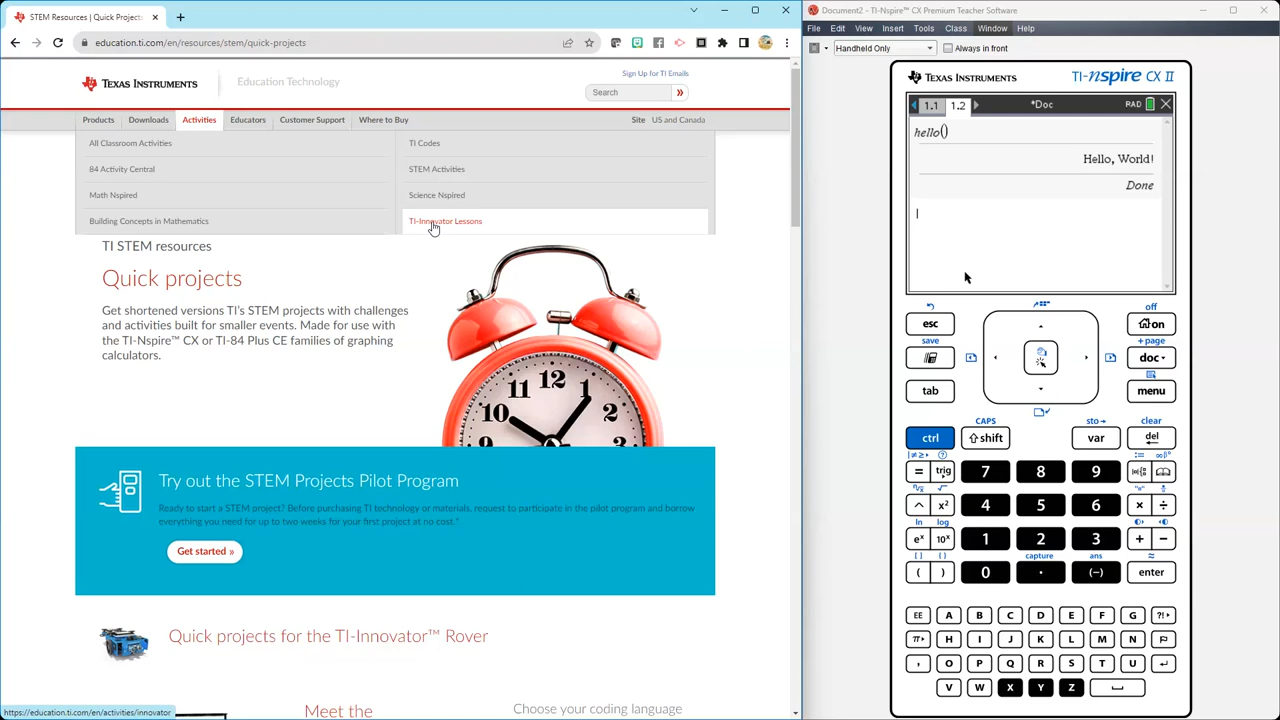 STEM Resources | Quick Projects:
education.ti.com/en/resources/stem/quick-projects
TEXAS INSTRUMENTS
Education Technology
Sign Up for TI Emails
Search
Products Downloads Activities Educators Customer Support Where to Buy
Site US and Canada
All Classroom Activities
TI Codes
84 Activity Central
STEM Activities
Math Nspired
Science Nspired
Building Concepts in Mathematics
TI-Innovator Lessons
TI STEM resources
Quick projects
Get shortened versions TI's STEM projects with challenges
and activities built for smaller events. Made for use with
the TI-Nspire™ CX or TI-84 Plus CE families of graphing
calculators.
11 12 1
10 2
9 3
Try out the STEM Projects Pilot Program
Ready to start a STEM project? Before purchasing TI technology or materials, request to participate in the pilot program and borrow
everything you need for up to two weeks for your first project at no cost.*
Get started »
Quick projects for the TI-Innovator™ Rover
Meet the
Choose your coding language
https://education.ti.com/en/activities/innovator
Document2 - TI-Nspire™ CX Premium Teacher Software
File Edit View Insert Tools Class Window Help
Handheld Only
Always in front
TEXAS INSTRUMENTS
TI-nspire CX II
1.1 1.2 *Doc RAD
hello()
Hello, World!
Done
off
esc
on
save
+ page
doc
tab
menu
CAPS
sto→
clear
ctrl
shift
var
del
= trig 7 8 9
^ x² 4 5 6 × ÷
ln log
eˣ 10ˣ 1 2 3 + −
capture
ans
( ) 0 . (−) enter
EE A B C D E F G ?!
π H I J K L M N
, O P Q R S T U
V W X Y Z